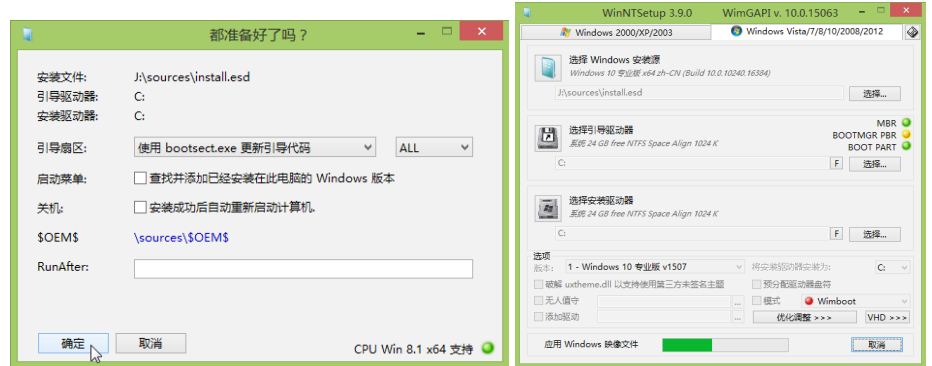 都准备好了吗？
安装文件: J:\sources\install.esd
引导驱动器: C:
安装驱动器: C:
引导扇区: 使用 bootsect.exe 更新引导代码 ALL
启动菜单: 查找并添加已经安装在此电脑的 Windows 版本
关机: 安装成功后自动重新启动计算机.
$OEM$ \sources\$OEM$
RunAfter:
确定 取消
CPU Win 8.1 x64 支持
WinNTSetup 3.9.0 WimGAPI v. 10.0.15063
Windows 2000/XP/2003 Windows Vista/7/8/10/2008/2012
选择 Windows 安装源
Windows 10 专业版 x64 zh-CN (Build 10.0.10240.16384)
J:\sources\install.esd 选择...
选择引导驱动器
系统 24 GB free NTFS Space Align 1024 K
MBR
BOOTMGR PBR
BOOT PART
C: F 选择...
选择安装驱动器
系统 24 GB free NTFS Space Align 1024 K
C: F 选择...
选项
版本: 1 - Windows 10 专业版 v1507 将安装驱动器安装为: C:
破解 uxtheme.dll 以支持使用第三方未签名主题 预分配驱动器盘符
无人值守 ... 模式 Wimboot
添加驱动 ... 优化调整 >>> VHD >>>
应用 Windows 映像文件 取消